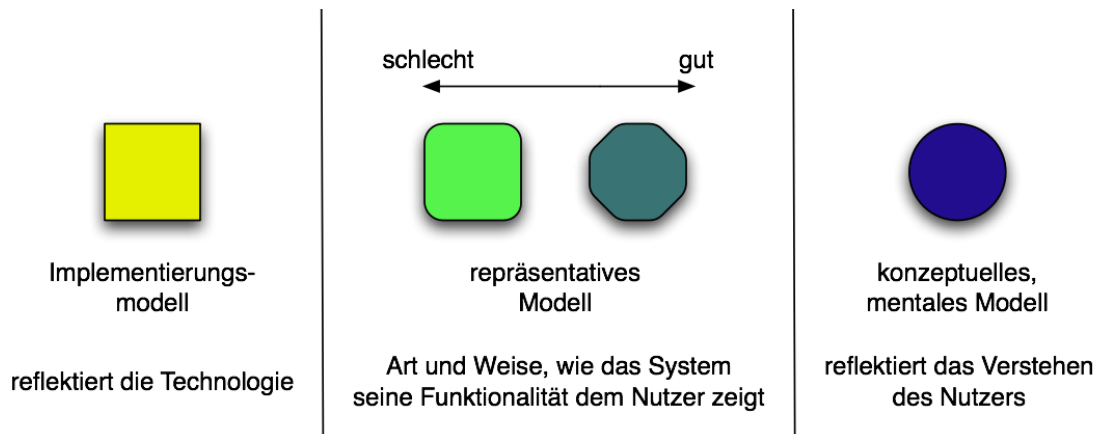 schlecht
gut
Implementierungs-
modell
reflektiert die Technologie
repräsentatives
Modell
Art und Weise, wie das System
seine Funktionalität dem Nutzer zeigt
konzeptuelles,
mentales Modell
reflektiert das Verstehen
des Nutzers